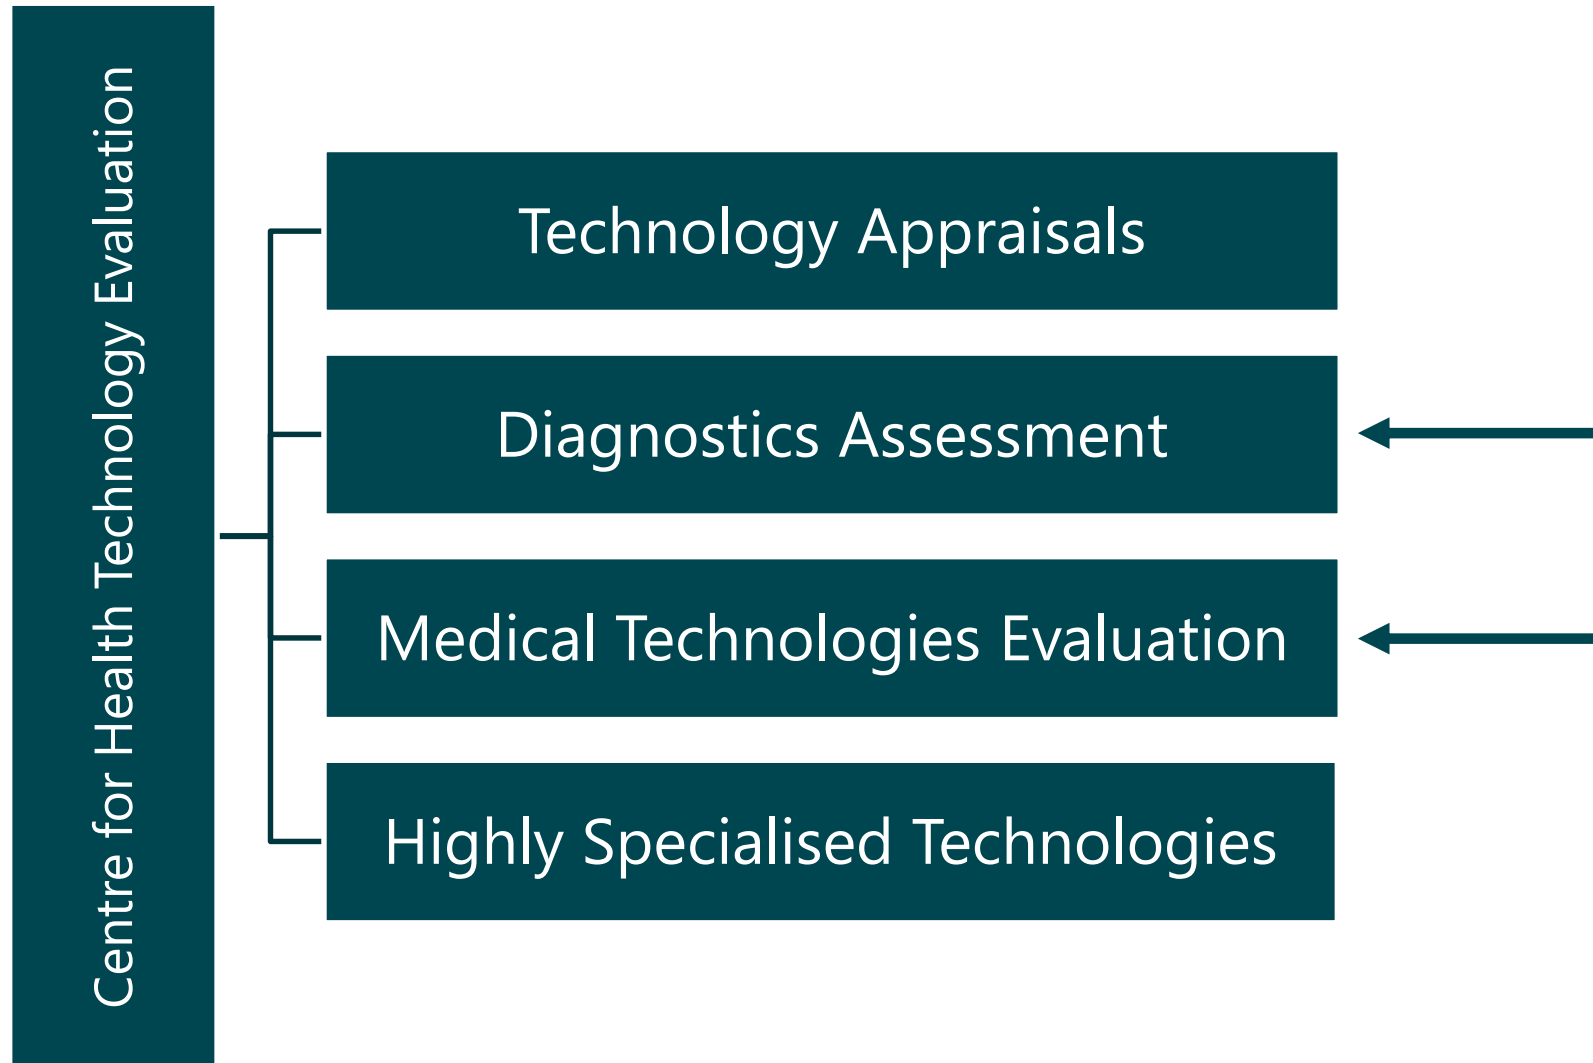 Centre for Health Technology Evaluation
Technology Appraisals
Diagnostics Assessment
Medical Technologies Evaluation
Highly Specialised Technologies